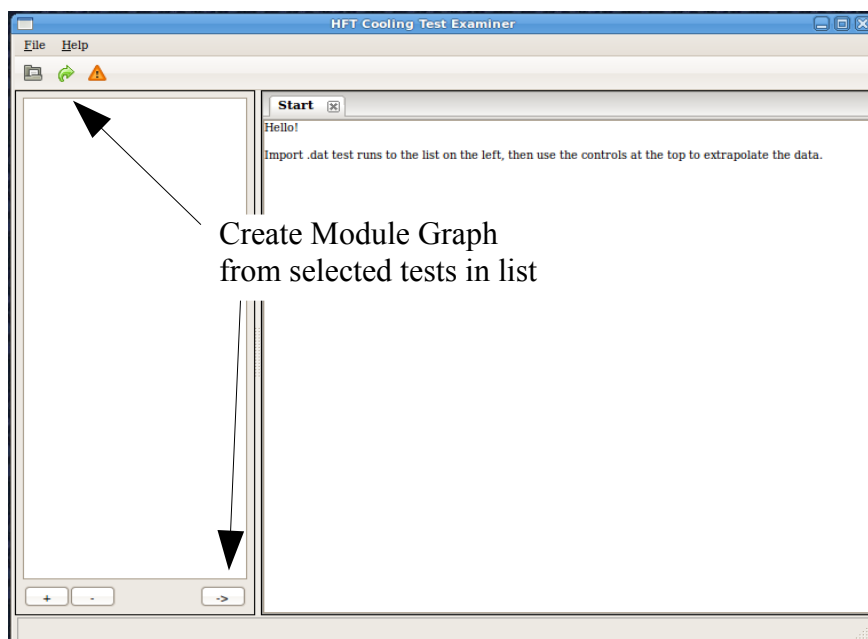 HFT Cooling Test Examiner
File Help
Start
Hello!
Import .dat test runs to the list on the left, then use the controls at the top to extrapolate the data.
Create Module Graph
from selected tests in list
+ - ->